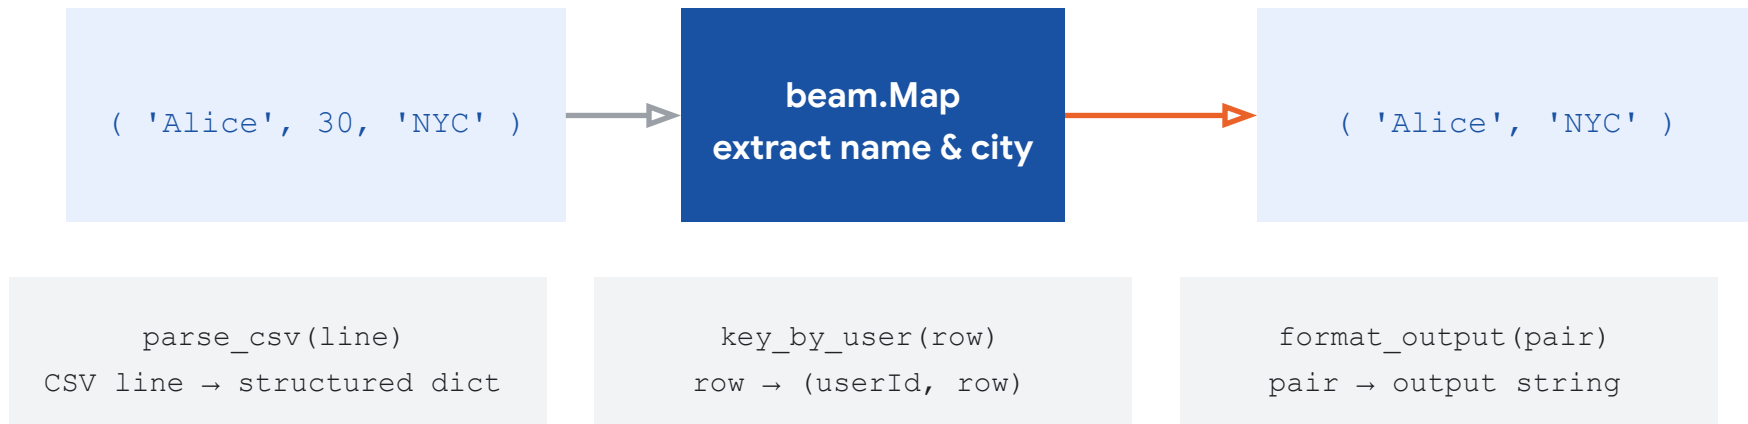 ( 'Alice', 30, 'NYC' )
beam.Map
extract name & city
( 'Alice', 'NYC' )
parse_csv(line)
CSV line → structured dict
key_by_user(row)
row → (userId, row)
format_output(pair)
pair → output string